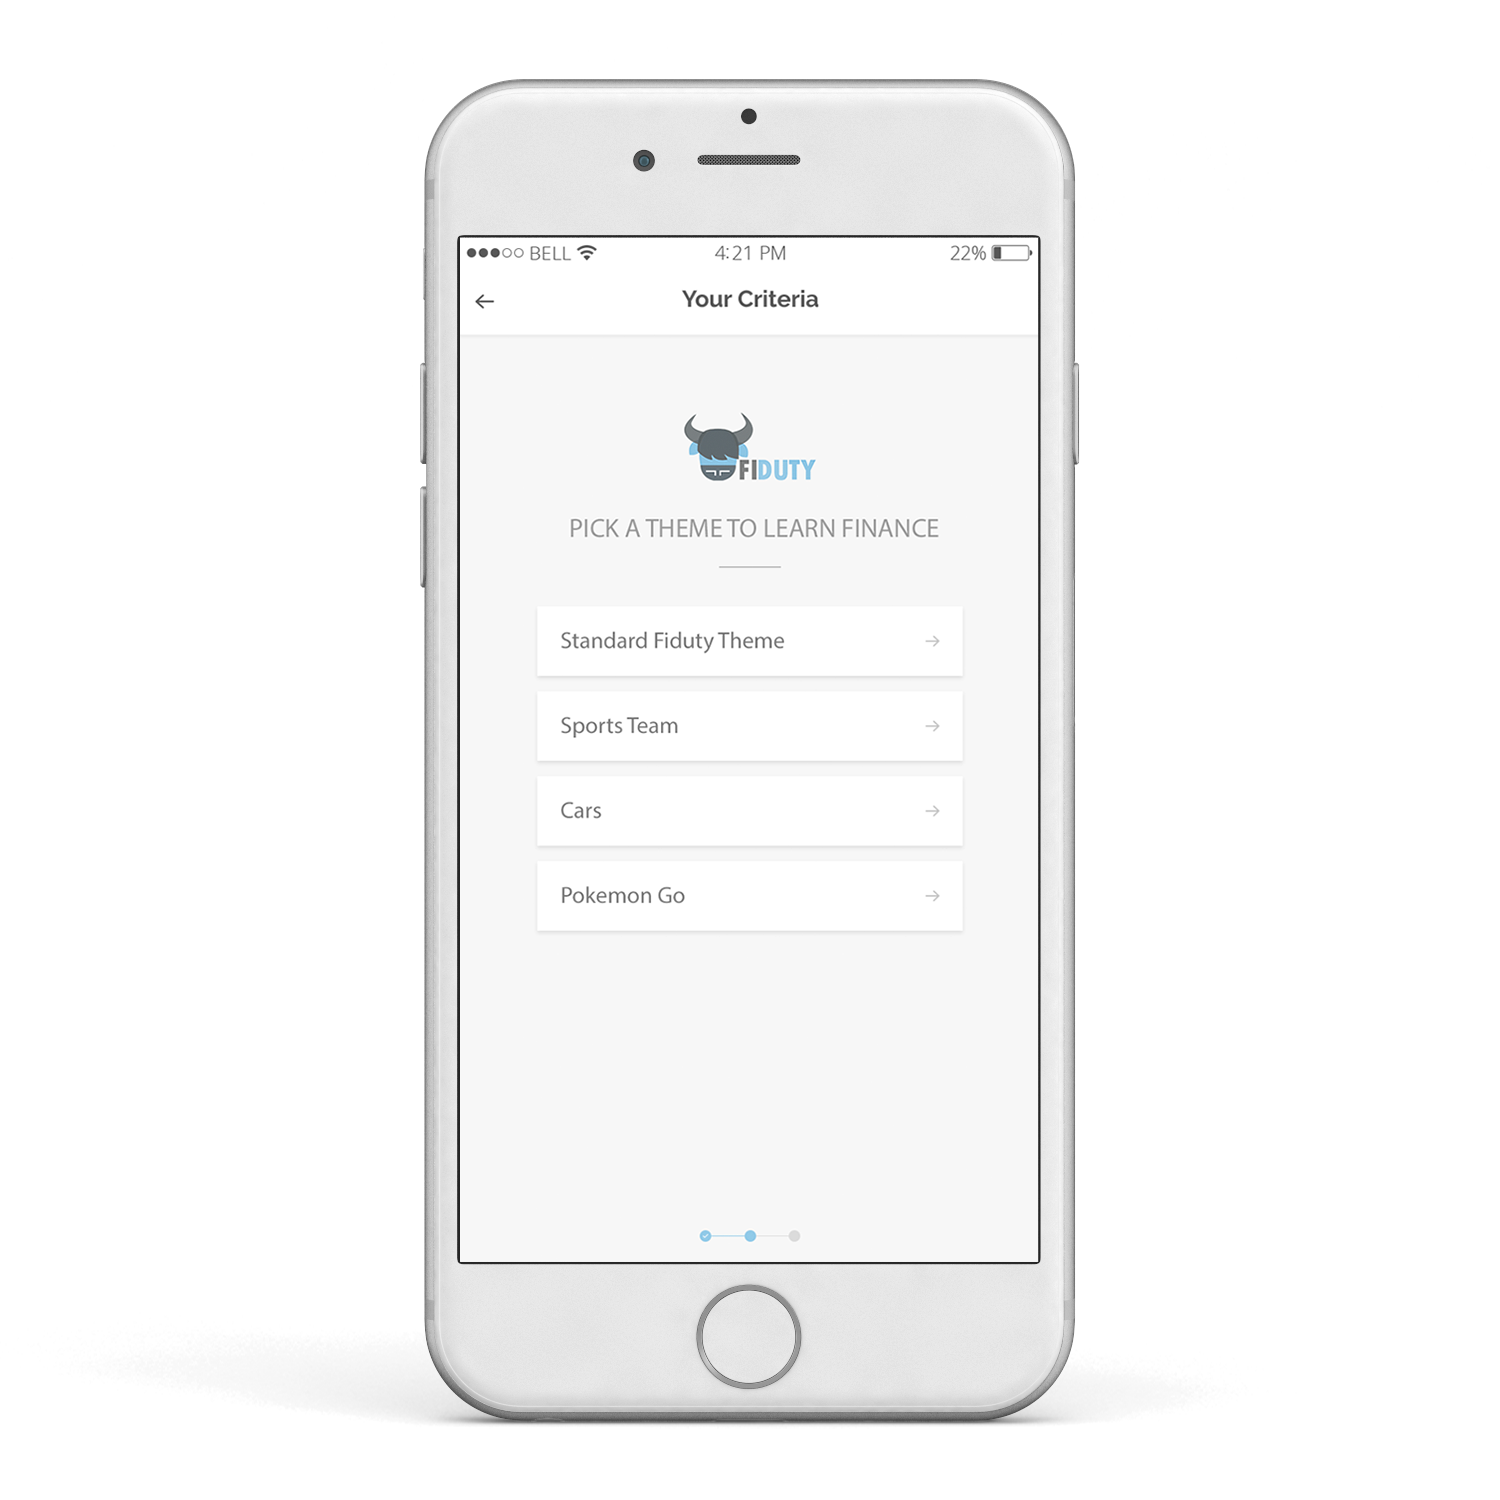 BELL 4:21 PM 22%
Your Criteria
FIDUTY
PICK A THEME TO LEARN FINANCE
Standard Fiduty Theme
Sports Team
Cars
Pokemon Go